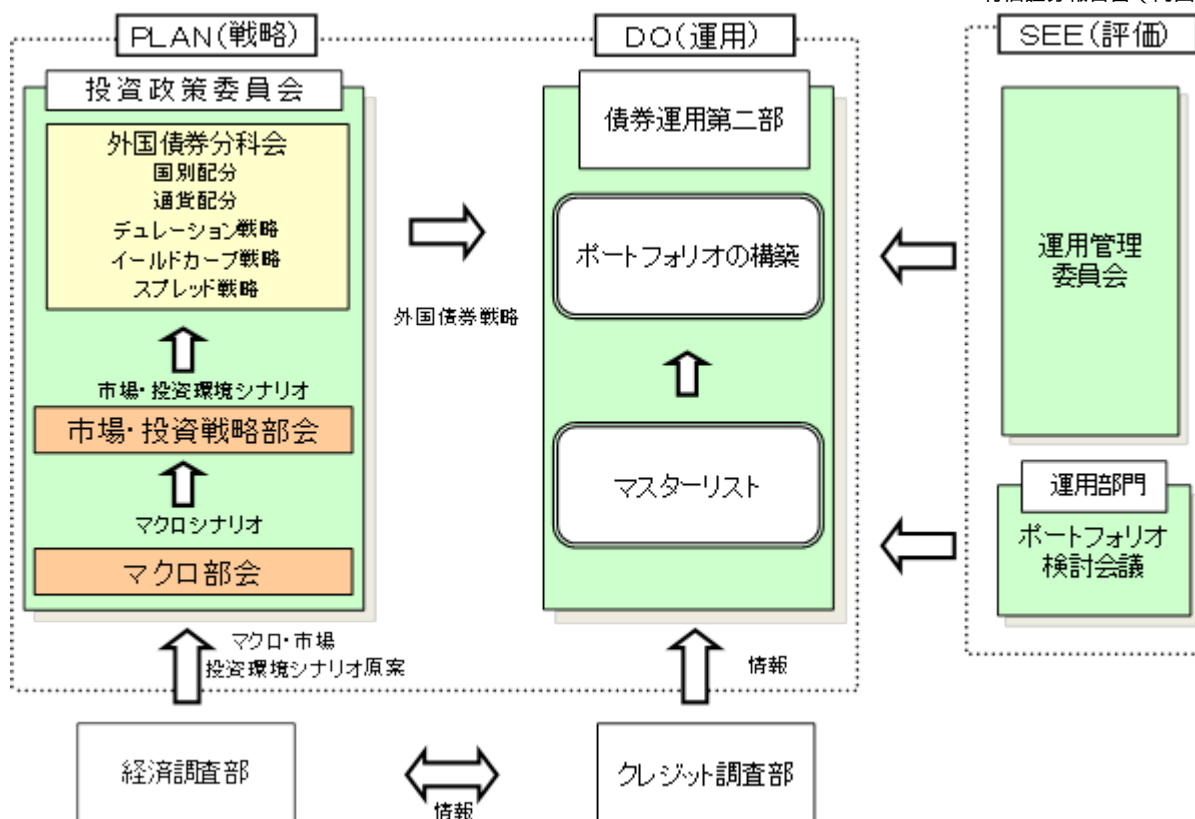 PLAN(戦略)
投資政策委員会
外国債券分科会
国別配分
通貨配分
デュレーション戦略
イールドカーブ戦略
スプレッド戦略
市場・投資環境シナリオ
市場・投資戦略部会
マクロシナリオ
マクロ部会
マクロ・市場
投資環境シナリオ原案
経済調査部
情報
外国債券戦略
DO(運用)
債券運用第二部
ポートフォリオの構築
マスターリスト
情報
クレジット調査部
SEE(評価)
運用管理
委員会
運用部門
ポートフォリオ
検討会議